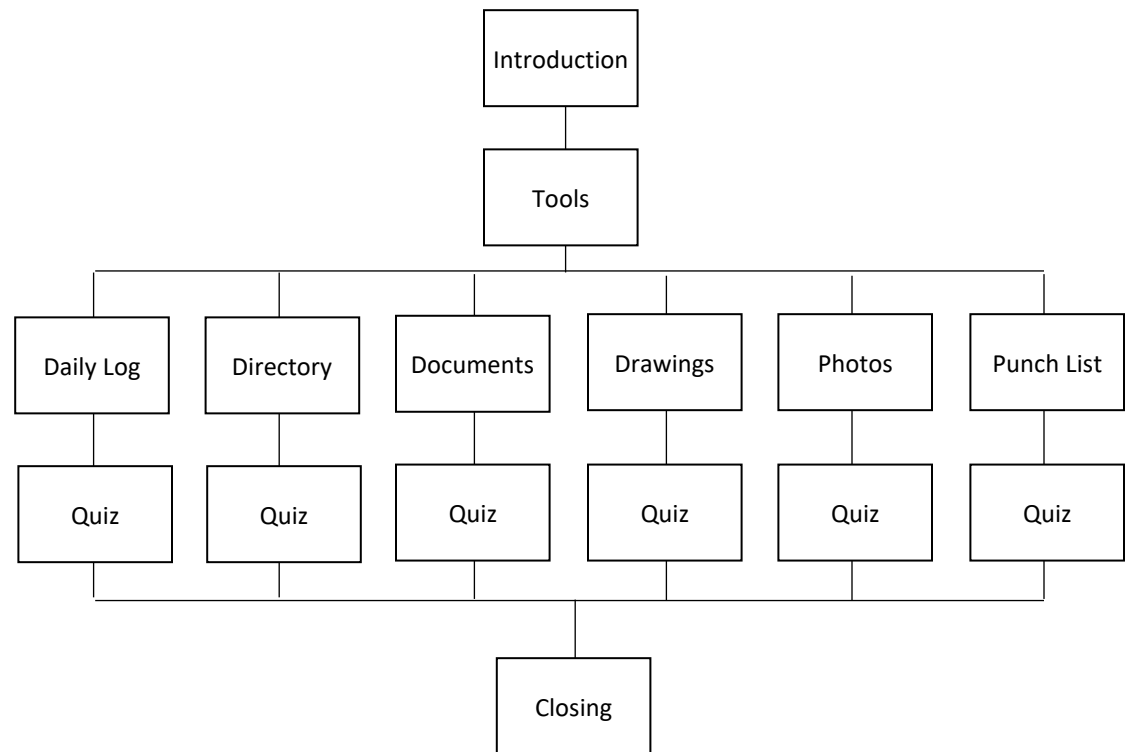 Introduction
Tools
Daily Log
Directory
Documents
Drawings
Photos
Punch List
Quiz
Quiz
Quiz
Quiz
Quiz
Quiz
Closing